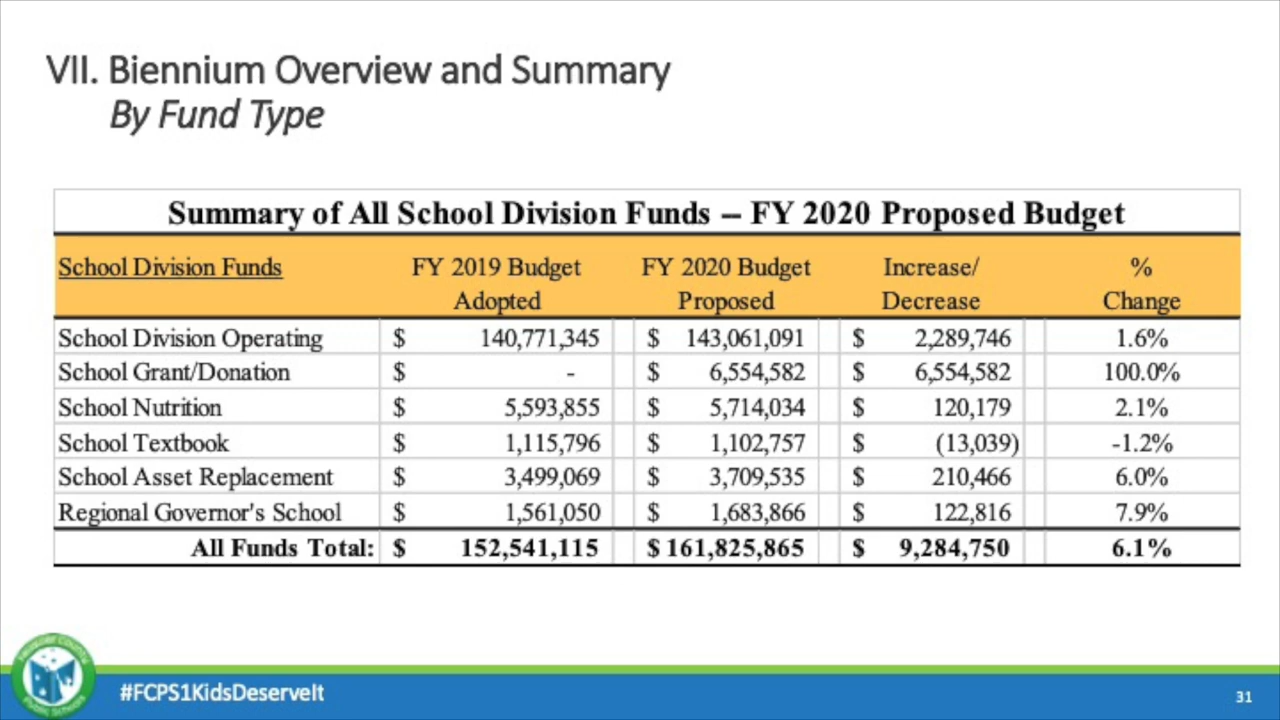 VII. Biennium Overview and Summary
By Fund Type
Summary of All School Division Funds – FY 2020 Proposed Budget
School Division Funds FY 2019 Budget Adopted FY 2020 Budget Proposed Increase/ Decrease % Change
School Division Operating $ 140,771,345 $ 143,061,091 $ 2,289,746 1.6%
School Grant/Donation $ - $ 6,554,582 $ 6,554,582 100.0%
School Nutrition $ 5,593,855 $ 5,714,034 $ 120,179 2.1%
School Textbook $ 1,115,796 $ 1,102,757 $ (13,039) -1.2%
School Asset Replacement $ 3,499,069 $ 3,709,535 $ 210,466 6.0%
Regional Governor's School $ 1,561,050 $ 1,683,866 $ 122,816 7.9%
All Funds Total: $ 152,541,115 $ 161,825,865 $ 9,284,750 6.1%
Public Schools
#FCPS1KidsDeserveIt
31